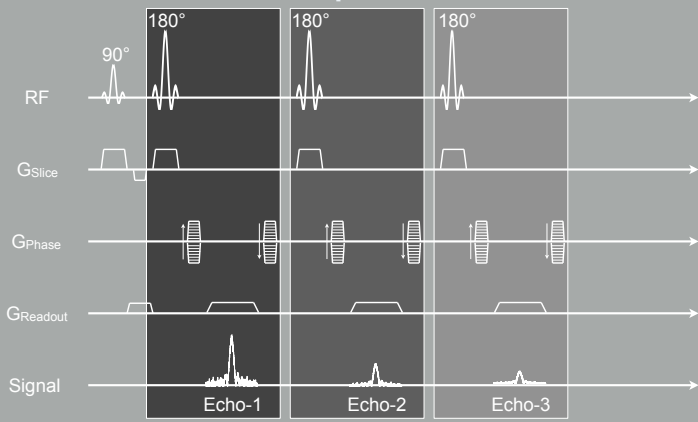 180°
180°
180°
90°
RF
GSlice
GPhase
GReadout
Signal
Echo-1
Echo-2
Echo-3